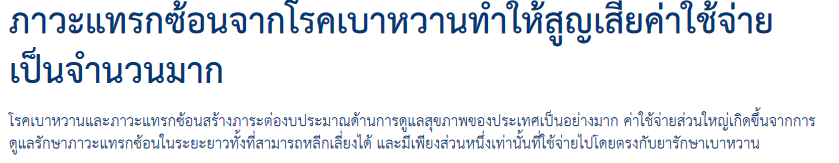 ภาวะแทรกซ้อนจากโรคเบาหวานทำให้สูญเสียค่าใช้จ่าย
เป็นจำนวนมาก
โรคเบาหวานและภาวะแทรกซ้อนสร้างภาระต่องบประมาณด้านการดูแลสุขภาพของประเทศเป็นอย่างมาก ค่าใช้จ่ายส่วนใหญ่เกิดขึ้นจากการ
ดูแลรักษาภาวะแทรกซ้อนในระยะยาวทั้งที่สามารถหลีกเลี่ยงได้ และมีเพียงส่วนหนึ่งเท่านั้นที่ใช้จ่ายไปโดยตรงกับยารักษาเบาหวาน